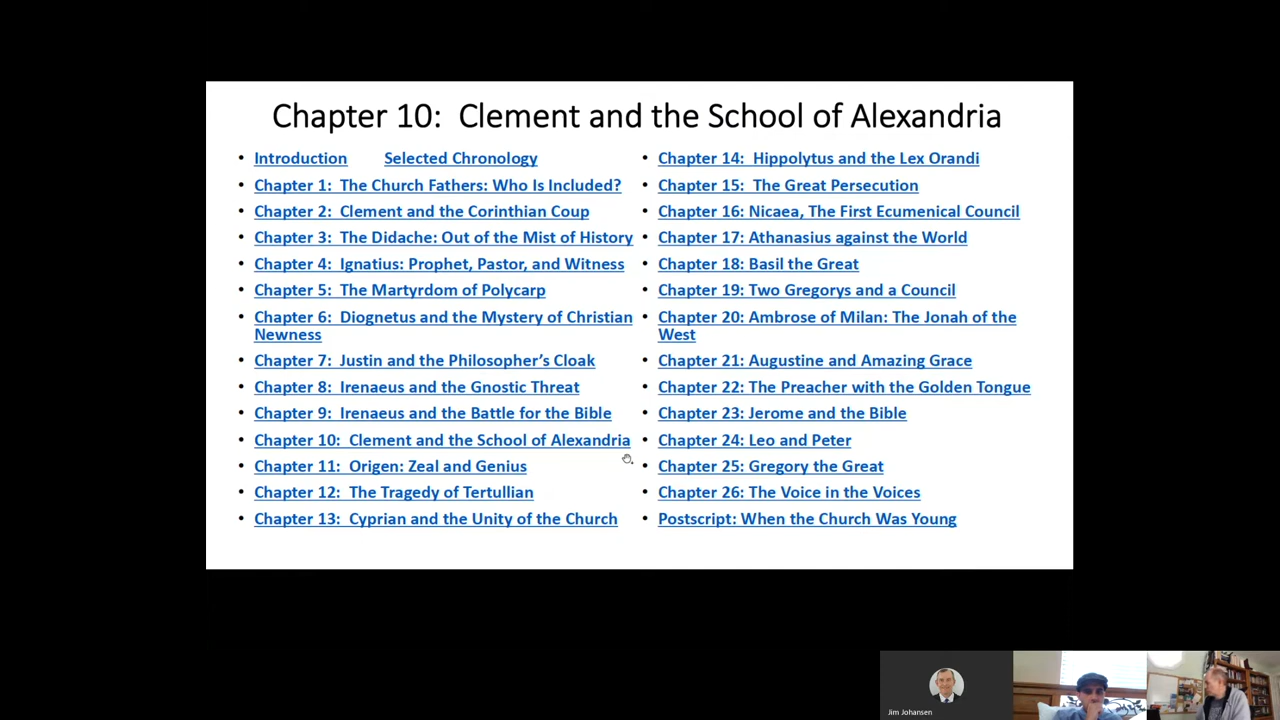 Chapter 10: Clement and the School of Alexandria
• Introduction Selected Chronology
• Chapter 1: The Church Fathers: Who Is Included?
• Chapter 2: Clement and the Corinthian Coup
• Chapter 3: The Didache: Out of the Mist of History
• Chapter 4: Ignatius: Prophet, Pastor, and Witness
• Chapter 5: The Martyrdom of Polycarp
• Chapter 6: Diognetus and the Mystery of Christian
Newness
• Chapter 7: Justin and the Philosopher’s Cloak
• Chapter 8: Irenaeus and the Gnostic Threat
• Chapter 9: Irenaeus and the Battle for the Bible
• Chapter 10: Clement and the School of Alexandria
• Chapter 11: Origen: Zeal and Genius
• Chapter 12: The Tragedy of Tertullian
• Chapter 13: Cyprian and the Unity of the Church
• Chapter 14: Hippolytus and the Lex Orandi
• Chapter 15: The Great Persecution
• Chapter 16: Nicaea, The First Ecumenical Council
• Chapter 17: Athanasius against the World
• Chapter 18: Basil the Great
• Chapter 19: Two Gregorys and a Council
• Chapter 20: Ambrose of Milan: The Jonah of the
West
• Chapter 21: Augustine and Amazing Grace
• Chapter 22: The Preacher with the Golden Tongue
• Chapter 23: Jerome and the Bible
• Chapter 24: Leo and Peter
• Chapter 25: Gregory the Great
• Chapter 26: The Voice in the Voices
• Postscript: When the Church Was Young
Jim Johansen